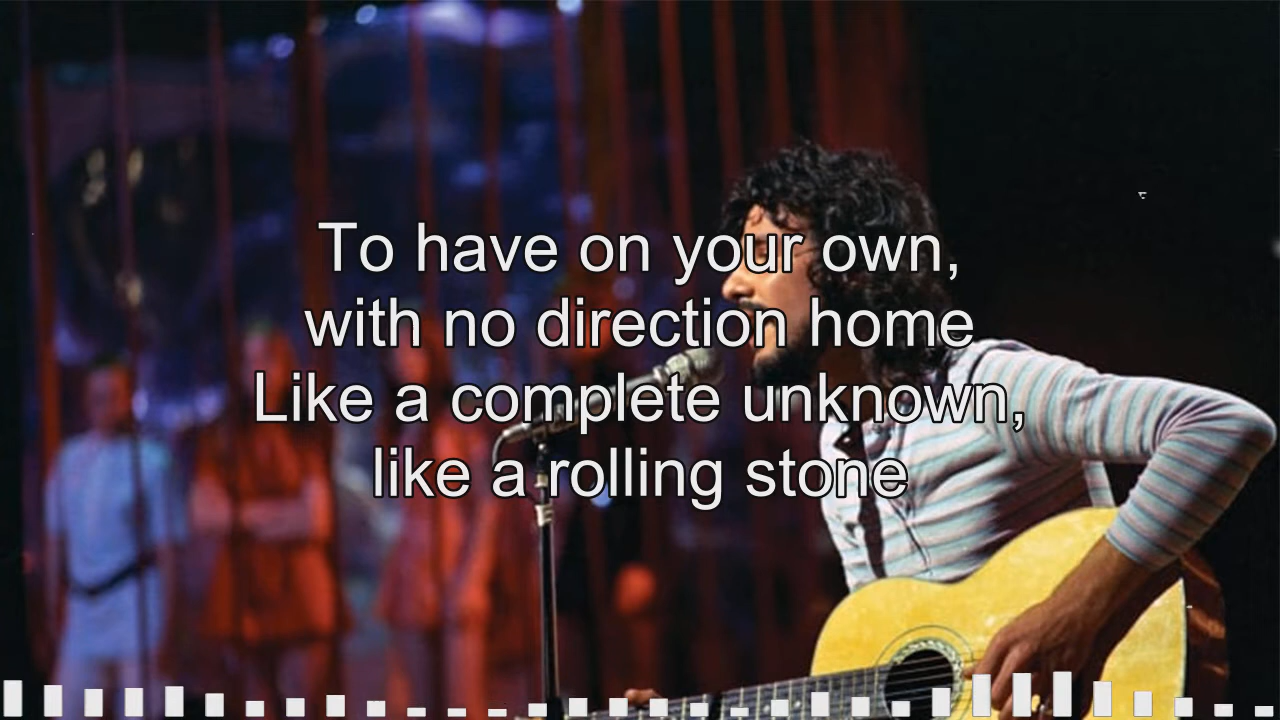 To have on your own,
with no direction home
Like a complete unknown,
like a rolling stone